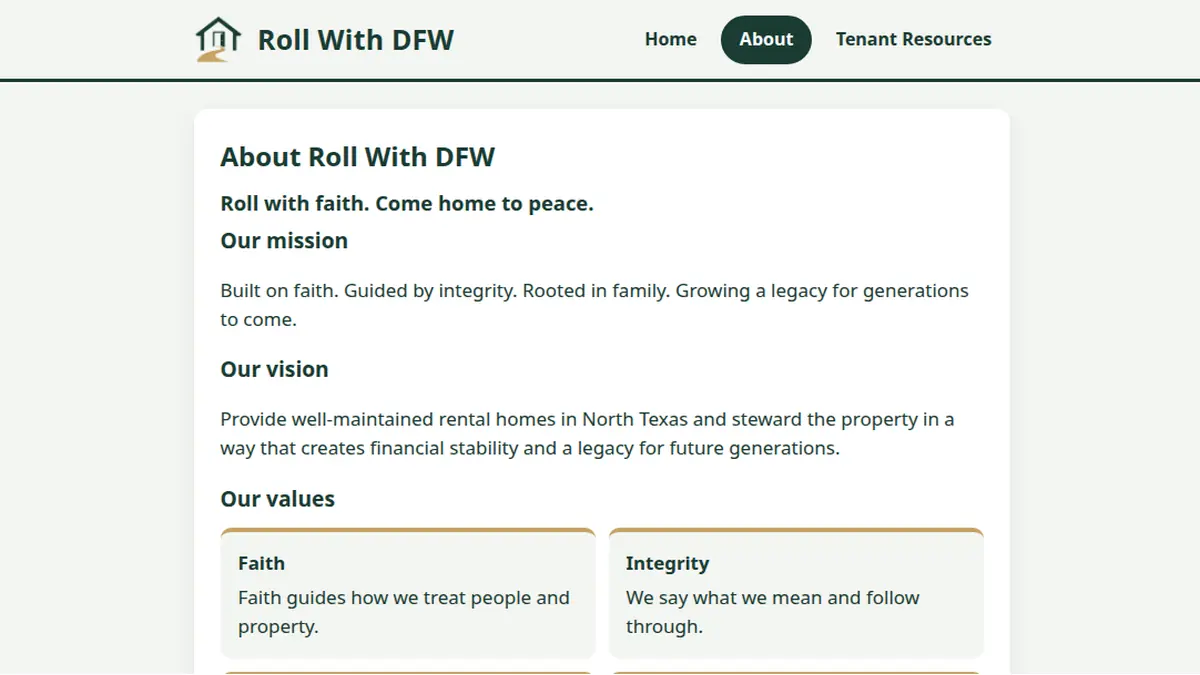 Roll With DFW
Home
About
Tenant Resources
About Roll With DFW
Roll with faith. Come home to peace.
Our mission
Built on faith. Guided by integrity. Rooted in family. Growing a legacy for generations
to come.
Our vision
Provide well-maintained rental homes in North Texas and steward the property in a
way that creates financial stability and a legacy for future generations.
Our values
Faith
Faith guides how we treat people and
property.
Integrity
We say what we mean and follow
through.